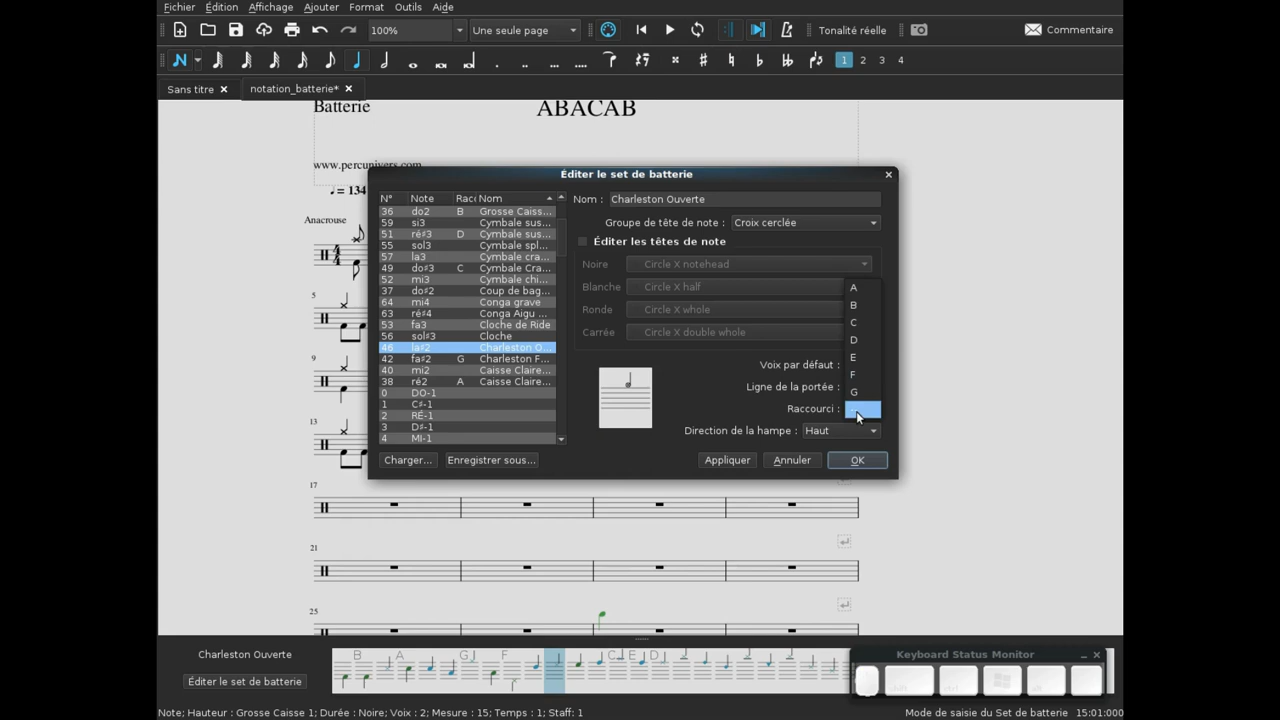 Fichier Édition Affichage Ajouter Format Outils Aide
100% Une seule page Tonalité réelle Commentaire
1 2 3 4
Sans titre notation_batterie*
Batterie ABACAB
www.percunivers.com
= 134
Anacrouse
5
9
13
17
21
25
Éditer le set de batterie
N° Note Racc Nom
36 do2 B Grosse Caiss...
59 si3 Cymbale sus...
51 ré♯3 D Cymbale sus...
55 sol3 Cymbale spl...
57 la3 Cymbale cra...
49 do♯3 C Cymbale Cra...
52 mi3 Cymbale chi...
37 do♯2 Coup de bag...
64 mi4 Conga grave
63 ré♯4 Conga Aigu ...
53 fa3 Cloche de Ride
56 sol♯3 Cloche
46 la♯2 Charleston O...
42 fa♯2 G Charleston F...
40 mi2 Caisse Claire...
38 ré2 A Caisse Claire...
0 DO-1
1 C♯-1
2 RÉ-1
3 D♯-1
4 MI-1
Charger... Enregistrer sous...
Nom : Charleston Ouverte
Groupe de tête de note : Croix cerclée
Éditer les têtes de note
Noire Circle X notehead
Blanche Circle X half
Ronde Circle X whole
Carrée Circle X double whole
Voix par défaut :
Ligne de la portée :
Raccourci :
A
B
C
D
E
F
G
Direction de la hampe : Haut
Appliquer Annuler OK
Charleston Ouverte
Éditer le set de batterie
B A G F C E D
Keyboard Status Monitor
Note; Hauteur : Grosse Caisse 1; Durée : Noire; Voix : 2; Mesure : 15; Temps : 1; Staff: 1
Mode de saisie du Set de batterie 15:01:000